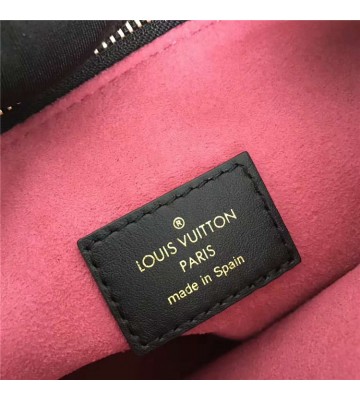 ®
LOUIS VUITTON
PARIS
made in Spain